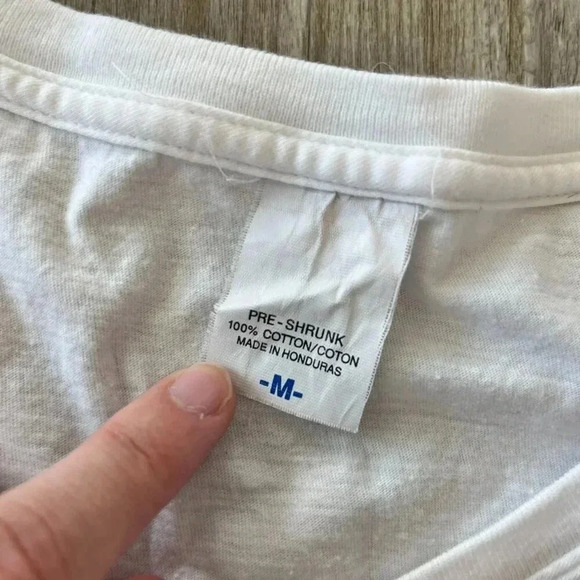 PRE-SHRUNK
100% COTTON/COTON
MADE IN HONDURAS
-M-